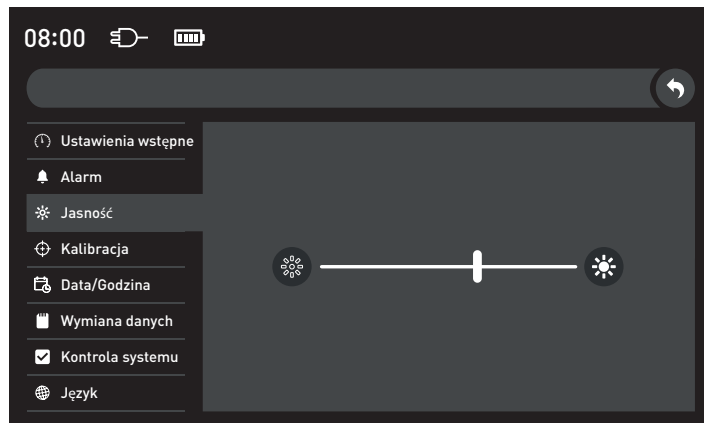 08:00
Ustawienia wstępne
Alarm
Jasność
Kalibracja
Data/Godzina
Wymiana danych
Kontrola systemu
Język